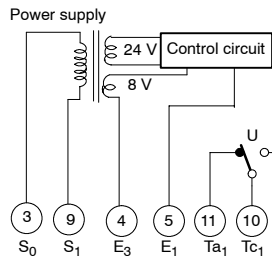 Power supply
24 V
Control circuit
8 V
U
3 9 4 5 11 10
S0 S1 E3 E1 Ta1 Tc1